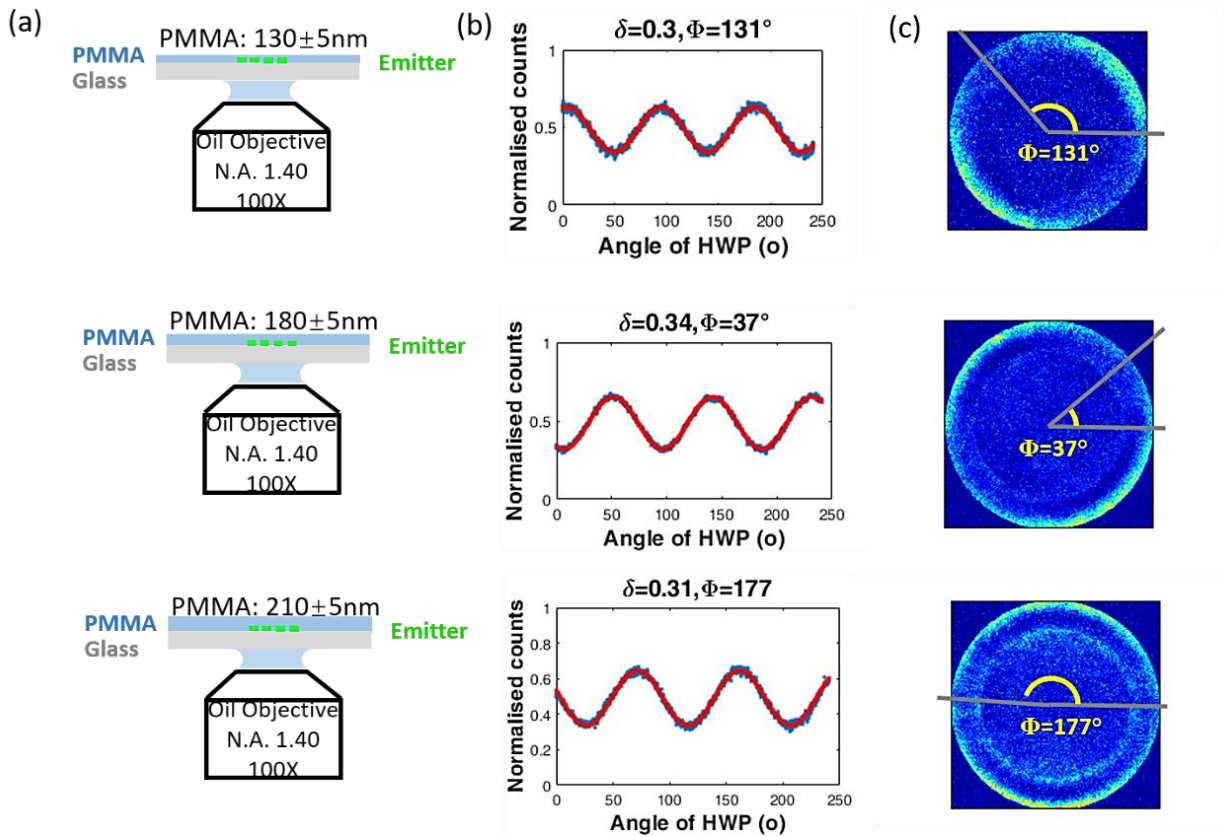 (a)
PMMA: 130±5nm
PMMA
Glass
Emitter
Oil Objective
N.A. 1.40
100X
(b)
δ=0.3,Φ=131°
Normalised counts
1
0.5
0
0 50 100 150 200 250
Angle of HWP (o)
(c)
Φ=131°
PMMA: 180±5nm
PMMA
Glass
Emitter
Oil Objective
N.A. 1.40
100X
δ=0.34,Φ=37°
Normalised counts
1
0.5
0
0 50 100 150 200 250
Angle of HWP (o)
Φ=37°
PMMA: 210±5nm
PMMA
Glass
Emitter
Oil Objective
N.A. 1.40
100X
δ=0.31,Φ=177
Normalised counts
1
0.8
0.6
0.4
0.2
0
0 50 100 150 200 250
Angle of HWP (o)
Φ=177°